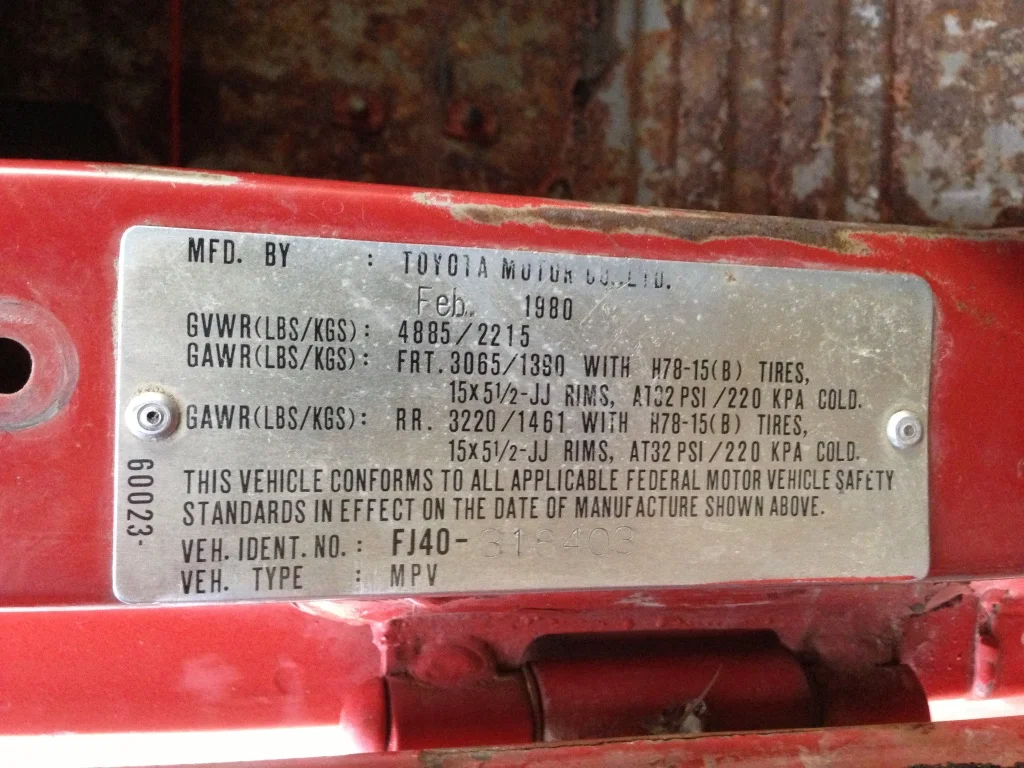 MFD. BY : TOYOTA MOTOR CO.,LTD.
Feb. 1980
GVWR(LBS/KGS): 4885/2215
GAWR(LBS/KGS): FRT. 3065/1390 WITH H78-15(B) TIRES,
15x51/2-JJ RIMS, AT32 PSI/220 KPA COLD.
GAWR(LBS/KGS): RR. 3220/1461 WITH H78-15(B) TIRES,
15x51/2-JJ RIMS, AT32 PSI/220 KPA COLD.
THIS VEHICLE CONFORMS TO ALL APPLICABLE FEDERAL MOTOR VEHICLE SAFETY
STANDARDS IN EFFECT ON THE DATE OF MANUFACTURE SHOWN ABOVE.
VEH. IDENT. NO. : FJ40-
VEH. TYPE : MPV
60023-